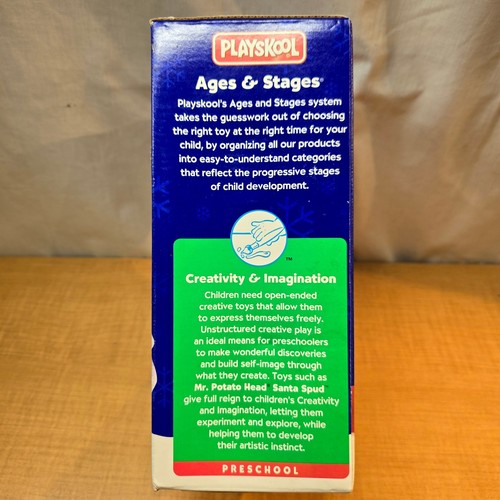 PLAYSKOOL
Ages & Stages®
Playskool's Ages and Stages system
takes the guesswork out of choosing
the right toy at the right time for your
child, by organizing all our products
into easy-to-understand categories
that reflect the progressive stages
of child development.
™
Creativity & Imagination
Children need open-ended
creative toys that allow them
to express themselves freely.
Unstructured creative play is
an ideal means for preschoolers
to make wonderful discoveries
and build self-image through
what they create. Toys such as
Mr. Potato Head® Santa Spud™
give full reign to children's Creativity
and Imagination, letting them
experiment and explore, while
helping them to develop
their artistic instinct.
PRESCHOOL